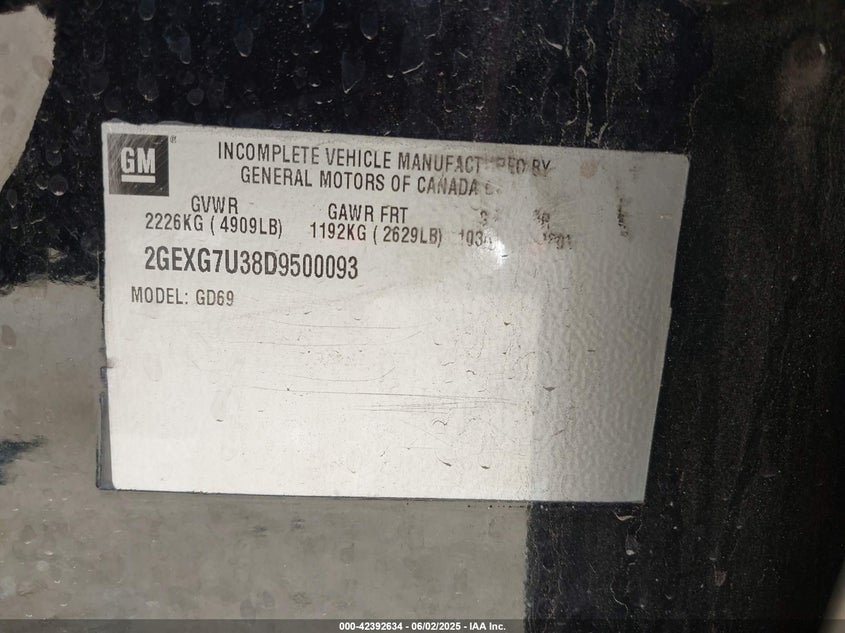 GM ®
INCOMPLETE VEHICLE MANUFACTURED BY
GENERAL MOTORS OF CANADA
GVWR GAWR FRT
2226KG ( 4909LB) 1192KG ( 2629LB)
2GEXG7U38D9500093
MODEL: GD69
000-42392634 - 06/02/2025 - IAA Inc.